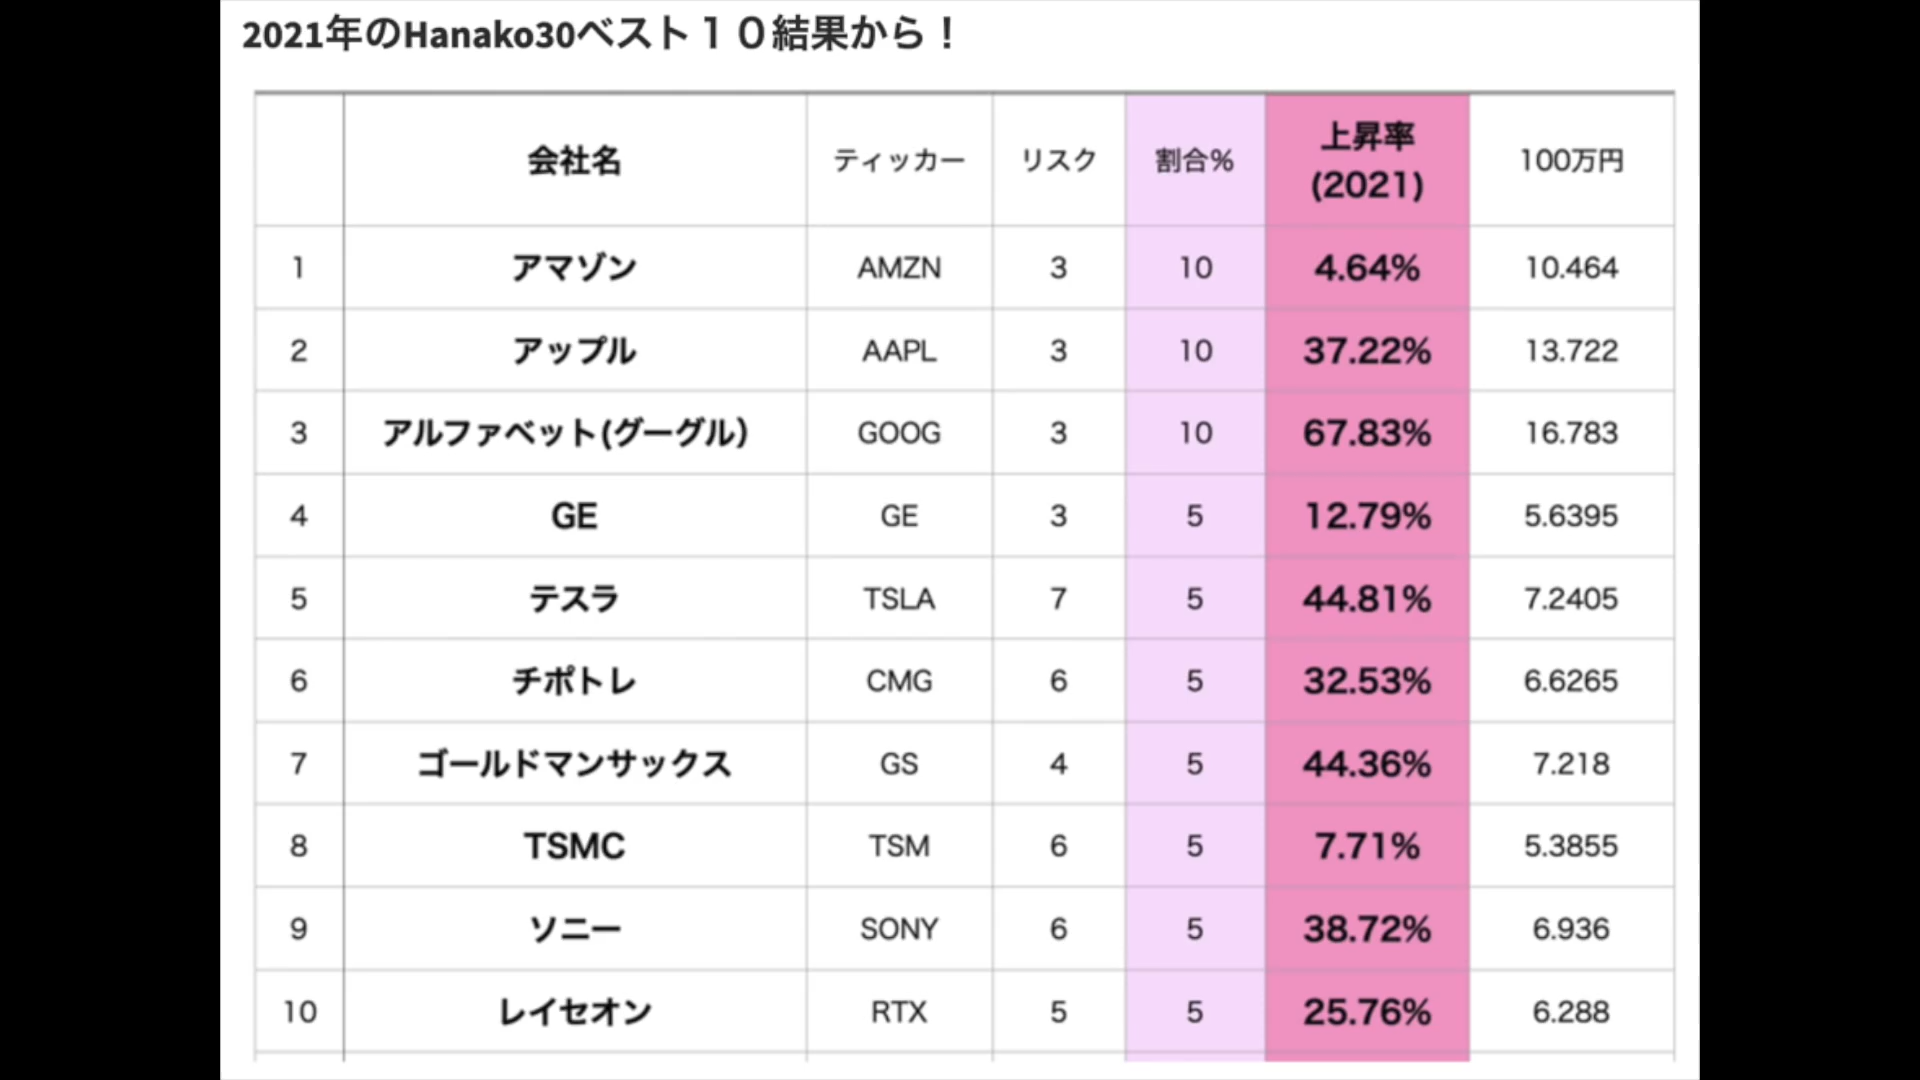 2021年のHanako30ベスト１０結果から！
会社名 ティッカー リスク 割合% 上昇率 (2021) 100万円
1 アマゾン AMZN 3 10 4.64% 10.464
2 アップル AAPL 3 10 37.22% 13.722
3 アルファベット(グーグル） GOOG 3 10 67.83% 16.783
4 GE GE 3 5 12.79% 5.6395
5 テスラ TSLA 7 5 44.81% 7.2405
6 チポトレ CMG 6 5 32.53% 6.6265
7 ゴールドマンサックス GS 4 5 44.36% 7.218
8 TSMC TSM 6 5 7.71% 5.3855
9 ソニー SONY 6 5 38.72% 6.936
10 レイセオン RTX 5 5 25.76% 6.288